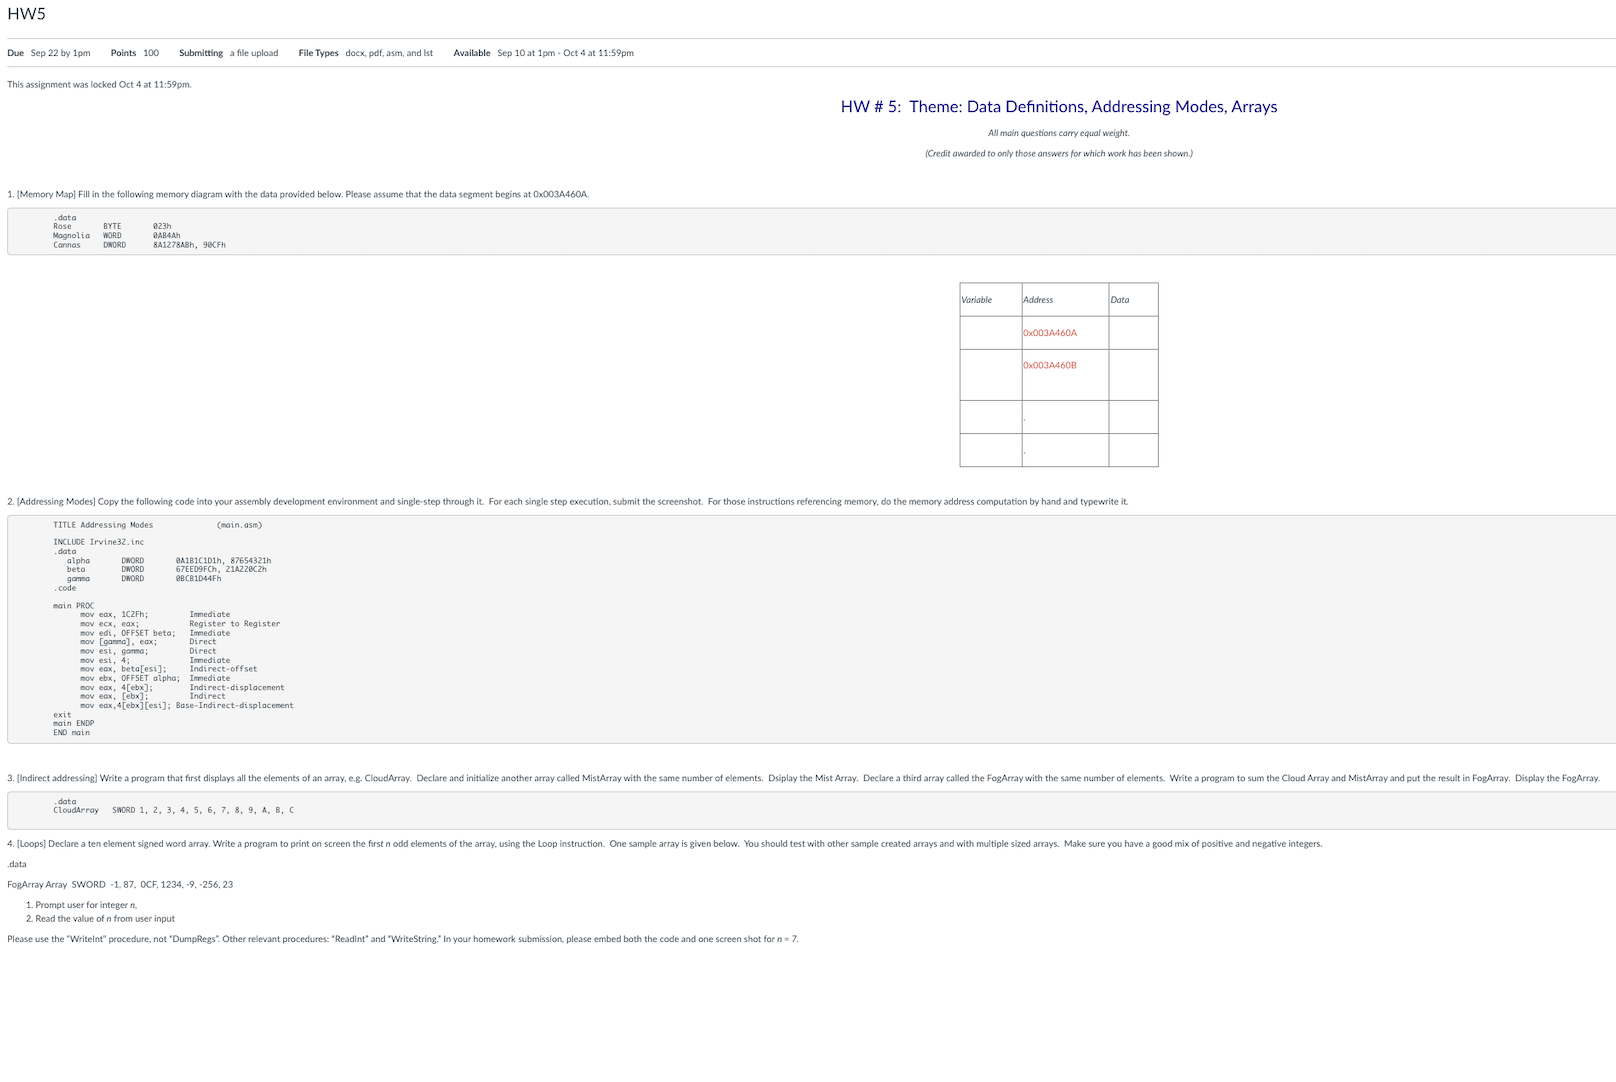 HW5
Due Sep 22 by 1pm Points 100 Submitting a file upload File Types docx, pdf, asm, and lst Available Sep 10 at 1pm - Oct 4 at 11:59pm
This assignment was locked Oct 4 at 11:59pm.
HW # 5: Theme: Data Definitions, Addressing Modes, Arrays
All main questions carry equal weight.
(Credit awarded to only those answers for which work has been shown.)
1. [Memory Map] Fill in the following memory diagram with the data provided below. Please assume that the data segment begins at 0x003A460A.
.data
Rose BYTE 023h
Magnolia WORD 0AB4Ah
Cannas DWORD 8A1278ABh, 90CFh
Variable Address Data
0x003A460A
0x003A460B
.
.
2. [Addressing Modes] Copy the following code into your assembly development environment and single-step through it. For each single step execution, submit the screenshot. For those instructions referencing memory, do the memory address computation by hand and typewrite it.
TITLE Addressing Modes (main.asm)
INCLUDE Irvine32.inc
.data
alpha DWORD 0A1B1C1D1h, 87654321h
beta DWORD 67EED9FCh, 21A220C2h
gamma DWORD 0BCB1D44Fh
.code
main PROC
mov eax, 1C2Fh; Immediate
mov ecx, eax; Register to Register
mov edi, OFFSET beta; Immediate
mov [gamma], eax; Direct
mov esi, gamma; Direct
mov esi, 4; Immediate
mov eax, beta[esi]; Indirect-offset
mov ebx, OFFSET alpha; Immediate
mov eax, 4[ebx]; Indirect-displacement
mov eax, [ebx]; Indirect
mov eax,4[ebx][esi]; Base-Indirect-displacement
exit
main ENDP
END main
3. [Indirect addressing] Write a program that first displays all the elements of an array, e.g. CloudArray. Declare and initialize another array called MistArray with the same number of elements. Dsiplay the Mist Array. Declare a third array called the FogArray with the same number of elements. Write a program to sum the Cloud Array and MistArray and put the result in FogArray. Display the FogArray.
.data
CloudArray SWORD 1, 2, 3, 4, 5, 6, 7, 8, 9, A, B, C
4. [Loops] Declare a ten element signed word array. Write a program to print on screen the first n odd elements of the array, using the Loop instruction. One sample array is given below. You should test with other sample created arrays and with multiple sized arrays. Make sure you have a good mix of positive and negative integers.
.data
FogArray Array SWORD -1, 87, 0CF, 1234, -9, -256, 23
1. Prompt user for integer n,
2. Read the value of n from user input
Please use the "WriteInt" procedure, not "DumpRegs". Other relevant procedures: "ReadInt" and "WriteString." In your homework submission, please embed both the code and one screen shot for n = 7.